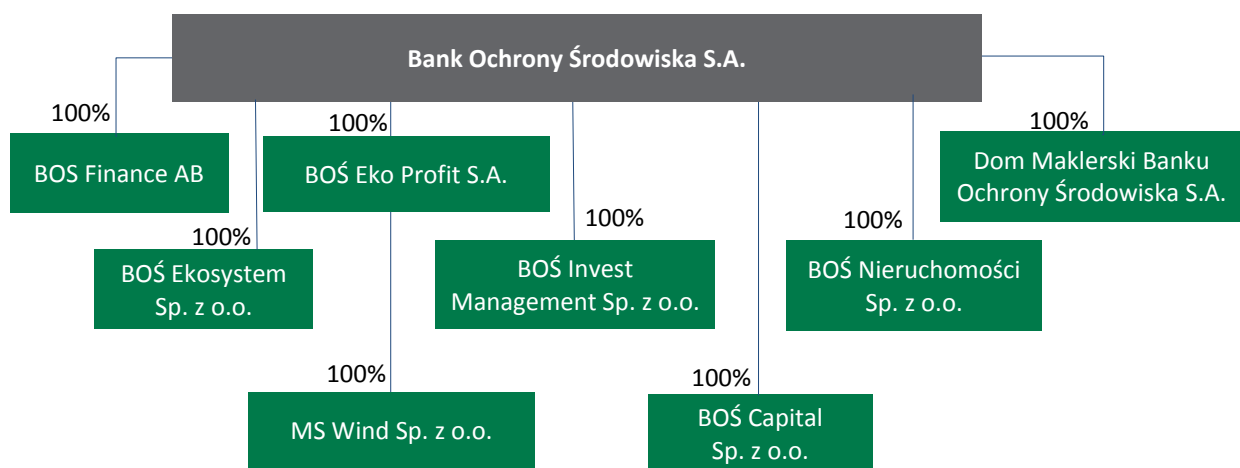 Bank Ochrony Środowiska S.A.
100%
BOS Finance AB
100%
BOŚ Eko Profit S.A.
100%
Dom Maklerski Banku
Ochrony Środowiska S.A.
100%
BOŚ Ekosystem
Sp. z o.o.
100%
BOŚ Invest
Management Sp. z o.o.
100%
BOŚ Nieruchomości
Sp. z o.o.
100%
MS Wind Sp. z o.o.
100%
BOŚ Capital
Sp. z o.o.